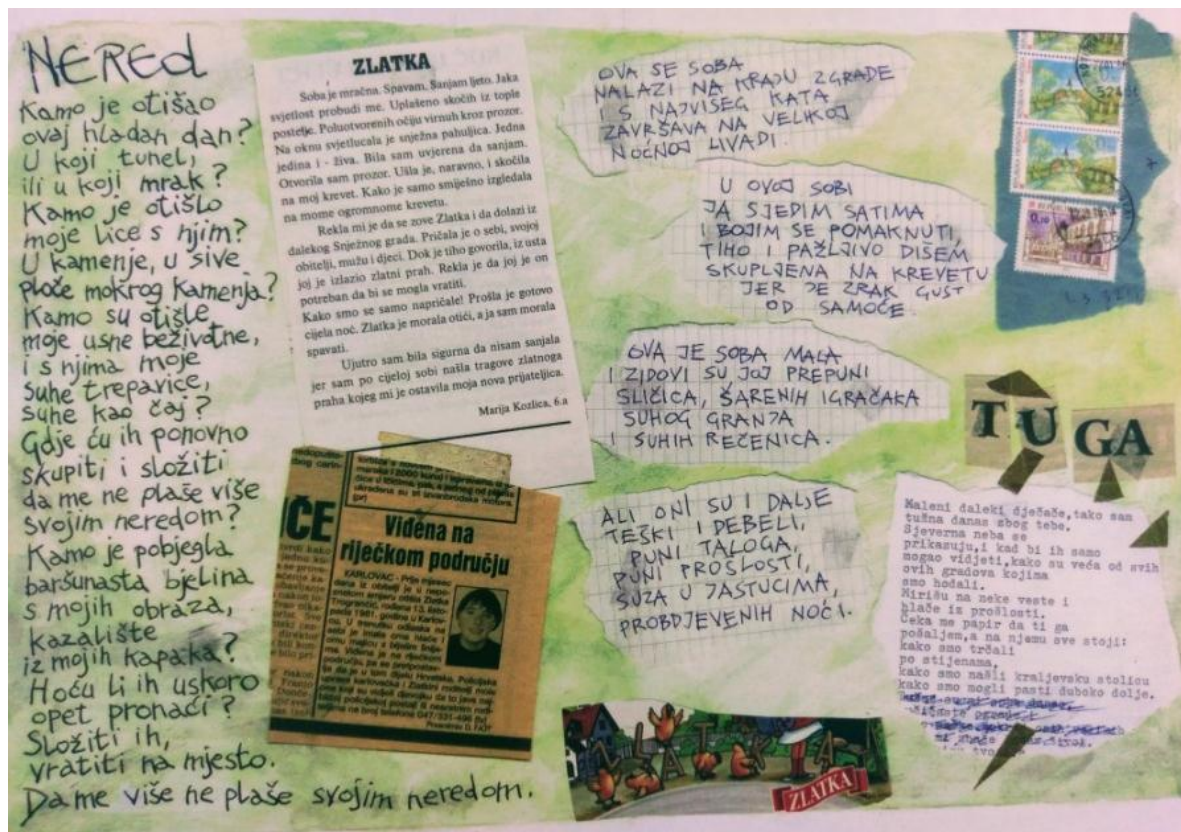 NERED
Kamo je otišao
ovaj hladan dan?
U koji tunel,
ili u koji mrak?
Kamo je otišlo
moje lice s njim?
U kamenje, u sive
ploče mokrog kamenja?
Kamo su otišle
moje usne beživotne,
i s njima moje
suhe trepavice,
suhe kao čaj?
Gdje ću ih ponovno
skupiti i složiti
da me ne plaše više
svojim neredom?
Kamo je pobjegla
baršunasta bjelina
s mojih obraza,
kazalište
iz mojih kapaka?
Hoću li ih uskoro
opet pronaći?
Složiti ih,
vratiti na mjesto.
Da me više ne plaše svojim neredom.
ZLATKA
Soba je mračna. Spavam. Sanjam ljeto. Jaka
svjetlost probudi me. Uplašeno skočih iz tople
postelje. Poluotvorenih očiju virnuh kroz prozor.
Na oknu svjetlucala je snježna pahuljica. Jedna
jedina i - živa. Bila sam uvjerena da sanjam.
Otvorila sam prozor. Ušla je, naravno, i skočila
na moj krevet. Kako je samo smiješno izgledala
na mome ogromnome krevetu.
Rekla mi je da se zove Zlatka i da dolazi iz
dalekog Snježnog grada. Pričala je o sebi, svojoj
obitelji, mužu i djeci. Dok je tiho govorila, iz usta
joj je izlazio zlatni prah. Rekla je da joj je on
potreban da bi se mogla vratiti.
Kako smo se samo napričale! Prošla je gotovo
cijela noć. Zlatka je morala otići, a ja sam morala
spavati.
Ujutro sam bila sigurna da nisam sanjala
jer sam po cijeloj sobi našla tragove zlatnoga
praha kojeg mi je ostavila moja nova prijateljica.
Marija Kozlica, 6.a
IČE
Viđena na
riječkom području
KARLOVAC - Prije mjesec
OVA SE SOBA
NALAZI NA KRAJU ZGRADE
I S NAJVIŠEG KATA
ZAVRŠAVA NA VELIKOJ
NOĆNOJ LIVADI.
U OVOJ SOBI
JA SJEDIM SATIMA
I BOJIM SE POMAKNUTI,
TIHO I PAŽLJIVO DIŠEM
SKUPLJENA NA KREVETU
JER JE ZRAK GUST
OD SAMOĆE.
OVA JE SOBA MALA
I ZIDOVI SU JOJ PREPUNI
SLIČICA, ŠARENIH IGRAČAKA
SUHOG GRANJA
I SUHIH REČENICA.
ALI ONI SU I DALJE
TEŠKI I DEBELI,
PUNI TALOGA,
PUNI PROŠLOSTI,
SUZA U JASTUCIMA,
PROBDJEVENIH NOĆI.
ZLATKA
ZLATKA
TUGA
Maleni daleki dječače,tako sam
tužna danas zbog tebe.
Sjeverna neba se
prikazuju,i kad bi ih samo
mogao vidjeti,kako su veća od svih
ovih gradova kojima
smo hodali.
Mirišu na neke veste i
hlače iz prošlosti.
Čeka me papir da ti ga
pošaljem,a na njemu sve stoji:
kako smo trčali
po stijenama,
kako smo našli kraljevsku stolicu
kako smo mogli pasti duboko dolje.